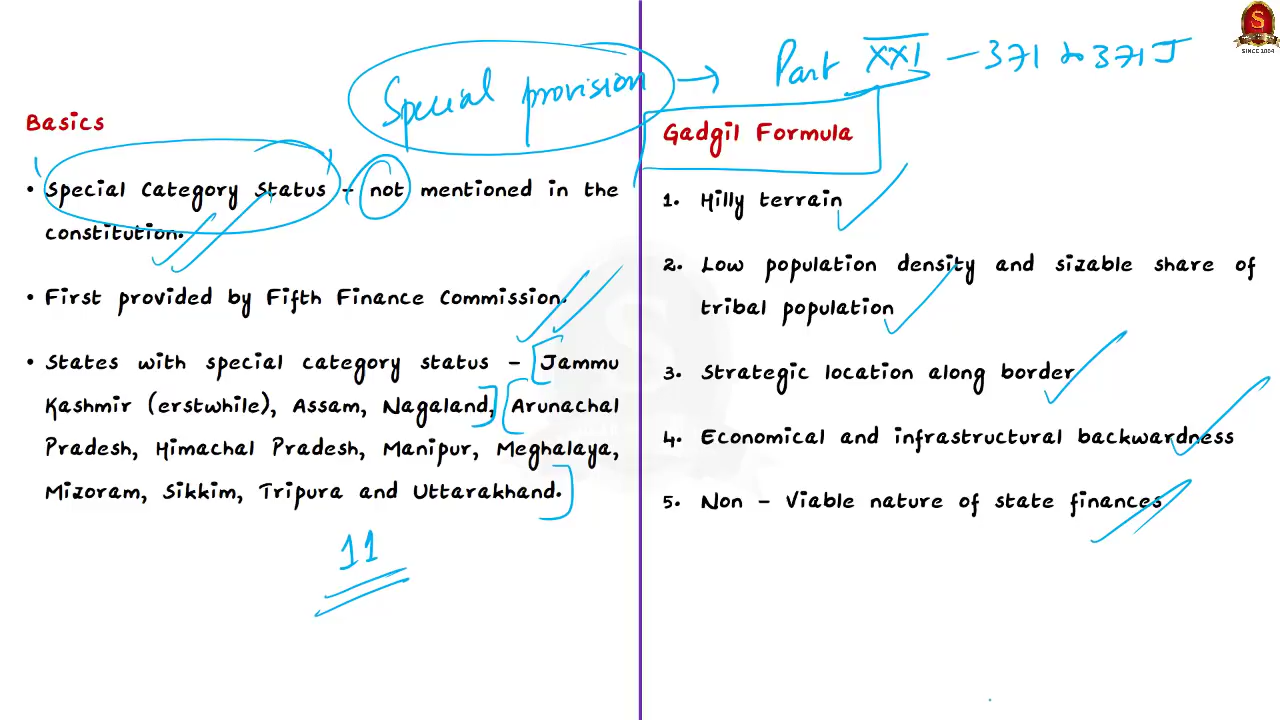 Special provision → Part XXI - 371 to 371J
SINCE 2004
Basics
• Special Category Status - not mentioned in the
constitution.
• First provided by Fifth Finance Commission.
• States with special category status - Jammu
Kashmir (erstwhile), Assam, Nagaland, Arunachal
Pradesh, Himachal Pradesh, Manipur, Meghalaya,
Mizoram, Sikkim, Tripura and Uttarakhand.
11
Gadgil Formula
1. Hilly terrain
2. Low population density and sizable share of
tribal population
3. Strategic location along border
4. Economical and infrastructural backwardness
5. Non - Viable nature of state finances